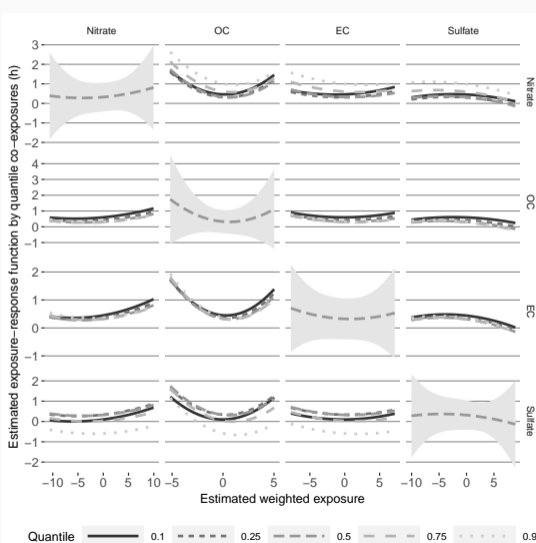 Nitrate OC EC Sulfate
Estimated exposure−response function by quantile co−exposures (h)
3
2
1
0
−1
−2
Nitrate
4
3
2
1
0
−1
OC
2
1
0
−1
EC
2
1
0
−1
−2
Sulfate
−10 −5 0 5 10 −5 0 5 −5 0 5 −10 −5 0 5
Estimated weighted exposure
Quantile 0.1 0.25 0.5 0.75 0.9